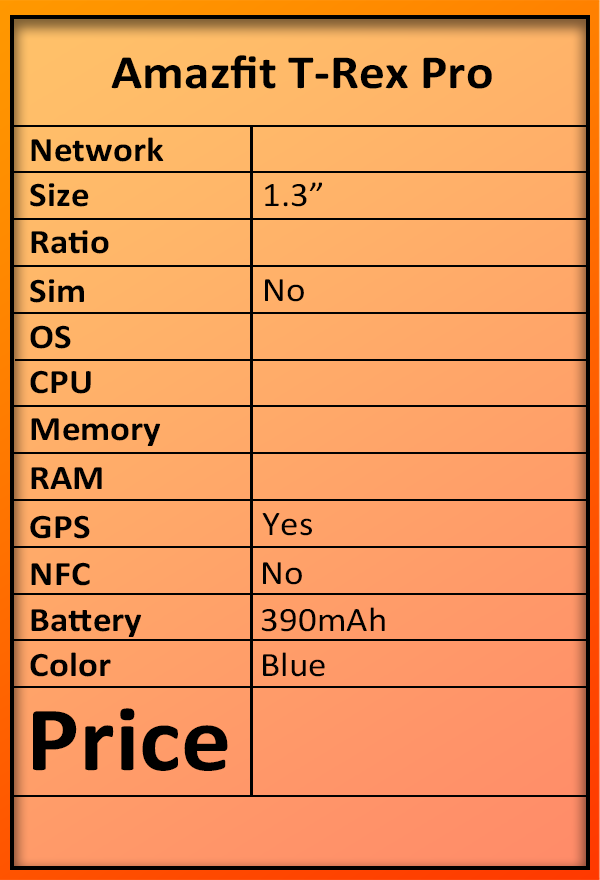 Amazfit T-Rex Pro
Network
Size 1.3”
Ratio
Sim No
OS
CPU
Memory
RAM
GPS Yes
NFC No
Battery 390mAh
Color Blue
Price